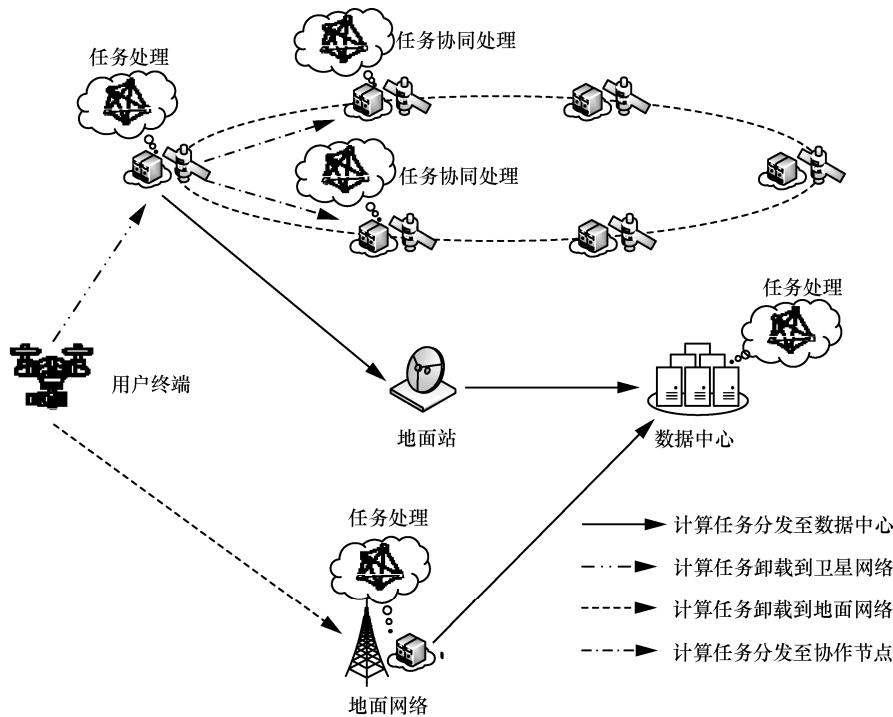 任务协同处理
任务处理
任务协同处理
任务处理
用户终端
地面站
数据中心
任务处理
地面网络
计算任务分发至数据中心
计算任务卸载到卫星网络
计算任务卸载到地面网络
计算任务分发至协作节点